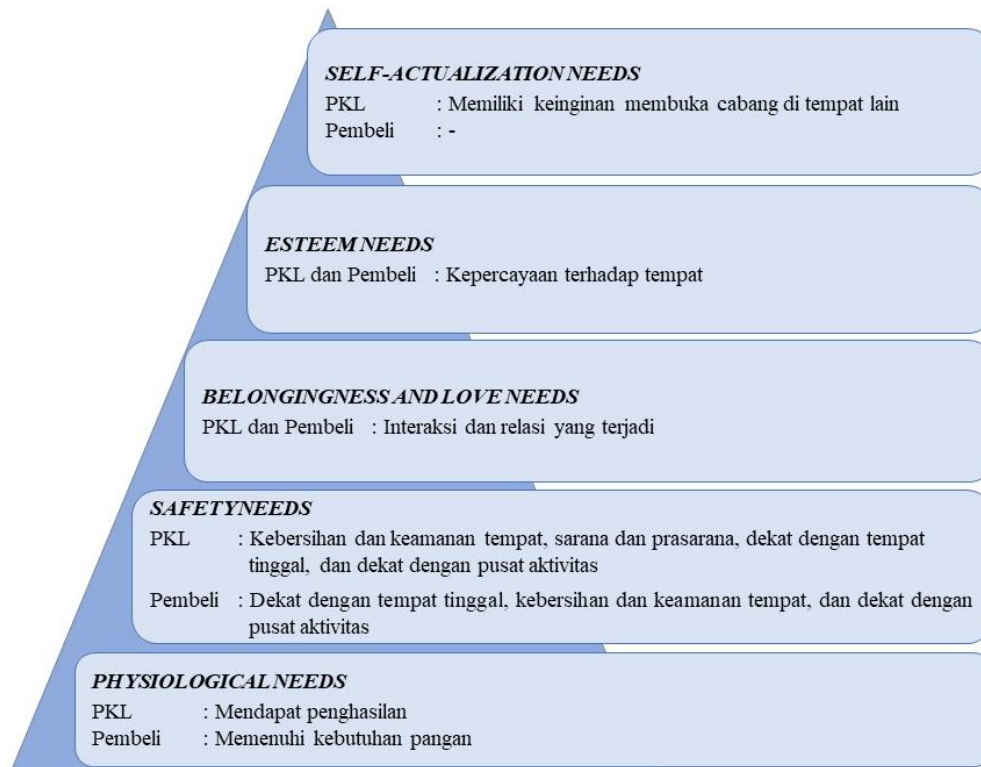 SELF-ACTUALIZATION NEEDS
PKL : Memiliki keinginan membuka cabang di tempat lain
Pembeli : -
ESTEEM NEEDS
PKL dan Pembeli : Kepercayaan terhadap tempat
BELONGINGNESS AND LOVE NEEDS
PKL dan Pembeli : Interaksi dan relasi yang terjadi
SAFETY NEEDS
PKL : Kebersihan dan keamanan tempat, sarana dan prasarana, dekat dengan tempat
tinggal, dan dekat dengan pusat aktivitas
Pembeli : Dekat dengan tempat tinggal, kebersihan dan keamanan tempat, dan dekat dengan
pusat aktivitas
PHYSIOLOGICAL NEEDS
PKL : Mendapat penghasilan
Pembeli : Memenuhi kebutuhan pangan